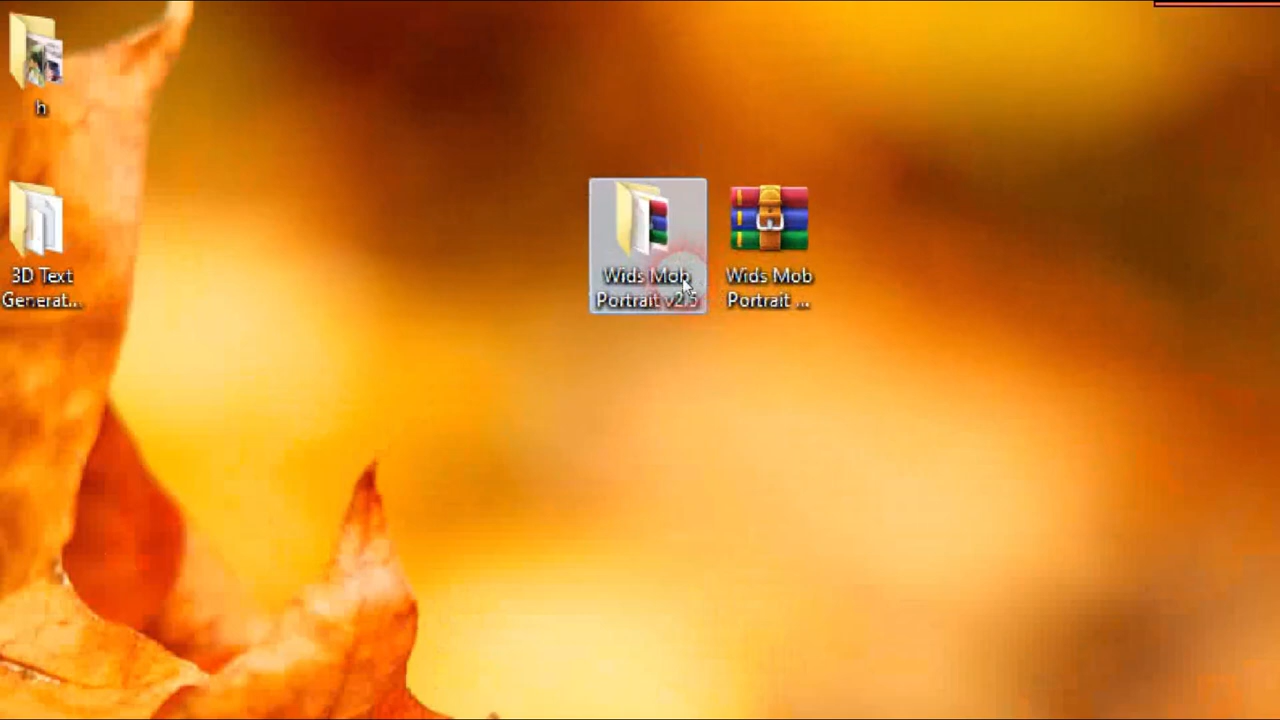 h
3D Text
Generat...
Wids Mob
Portrait v2.5
Wids Mob
Portrait ...